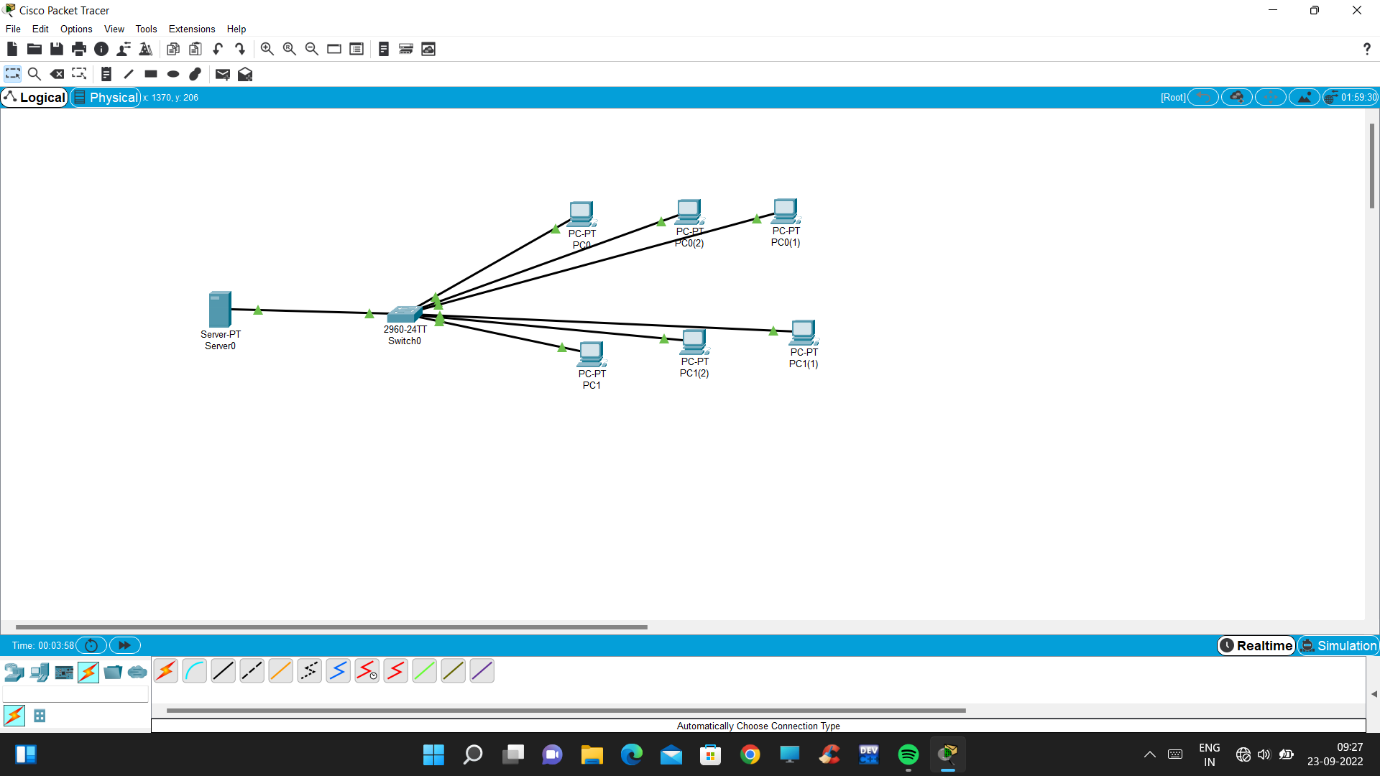 Cisco Packet Tracer
File Edit Options View Tools Extensions Help
?
Logical Physical x: 1370, y: 206 [Root] 01:59:30
PC-PT
PC0
PC-PT
PC0(2)
PC-PT
PC0(1)
Server-PT
Server0
2960-24TT
Switch0
PC-PT
PC1
PC-PT
PC1(2)
PC-PT
PC1(1)
Time: 00:03:58 Realtime Simulation
Automatically Choose Connection Type
DEV
ENG
IN
09:27
23-09-2022